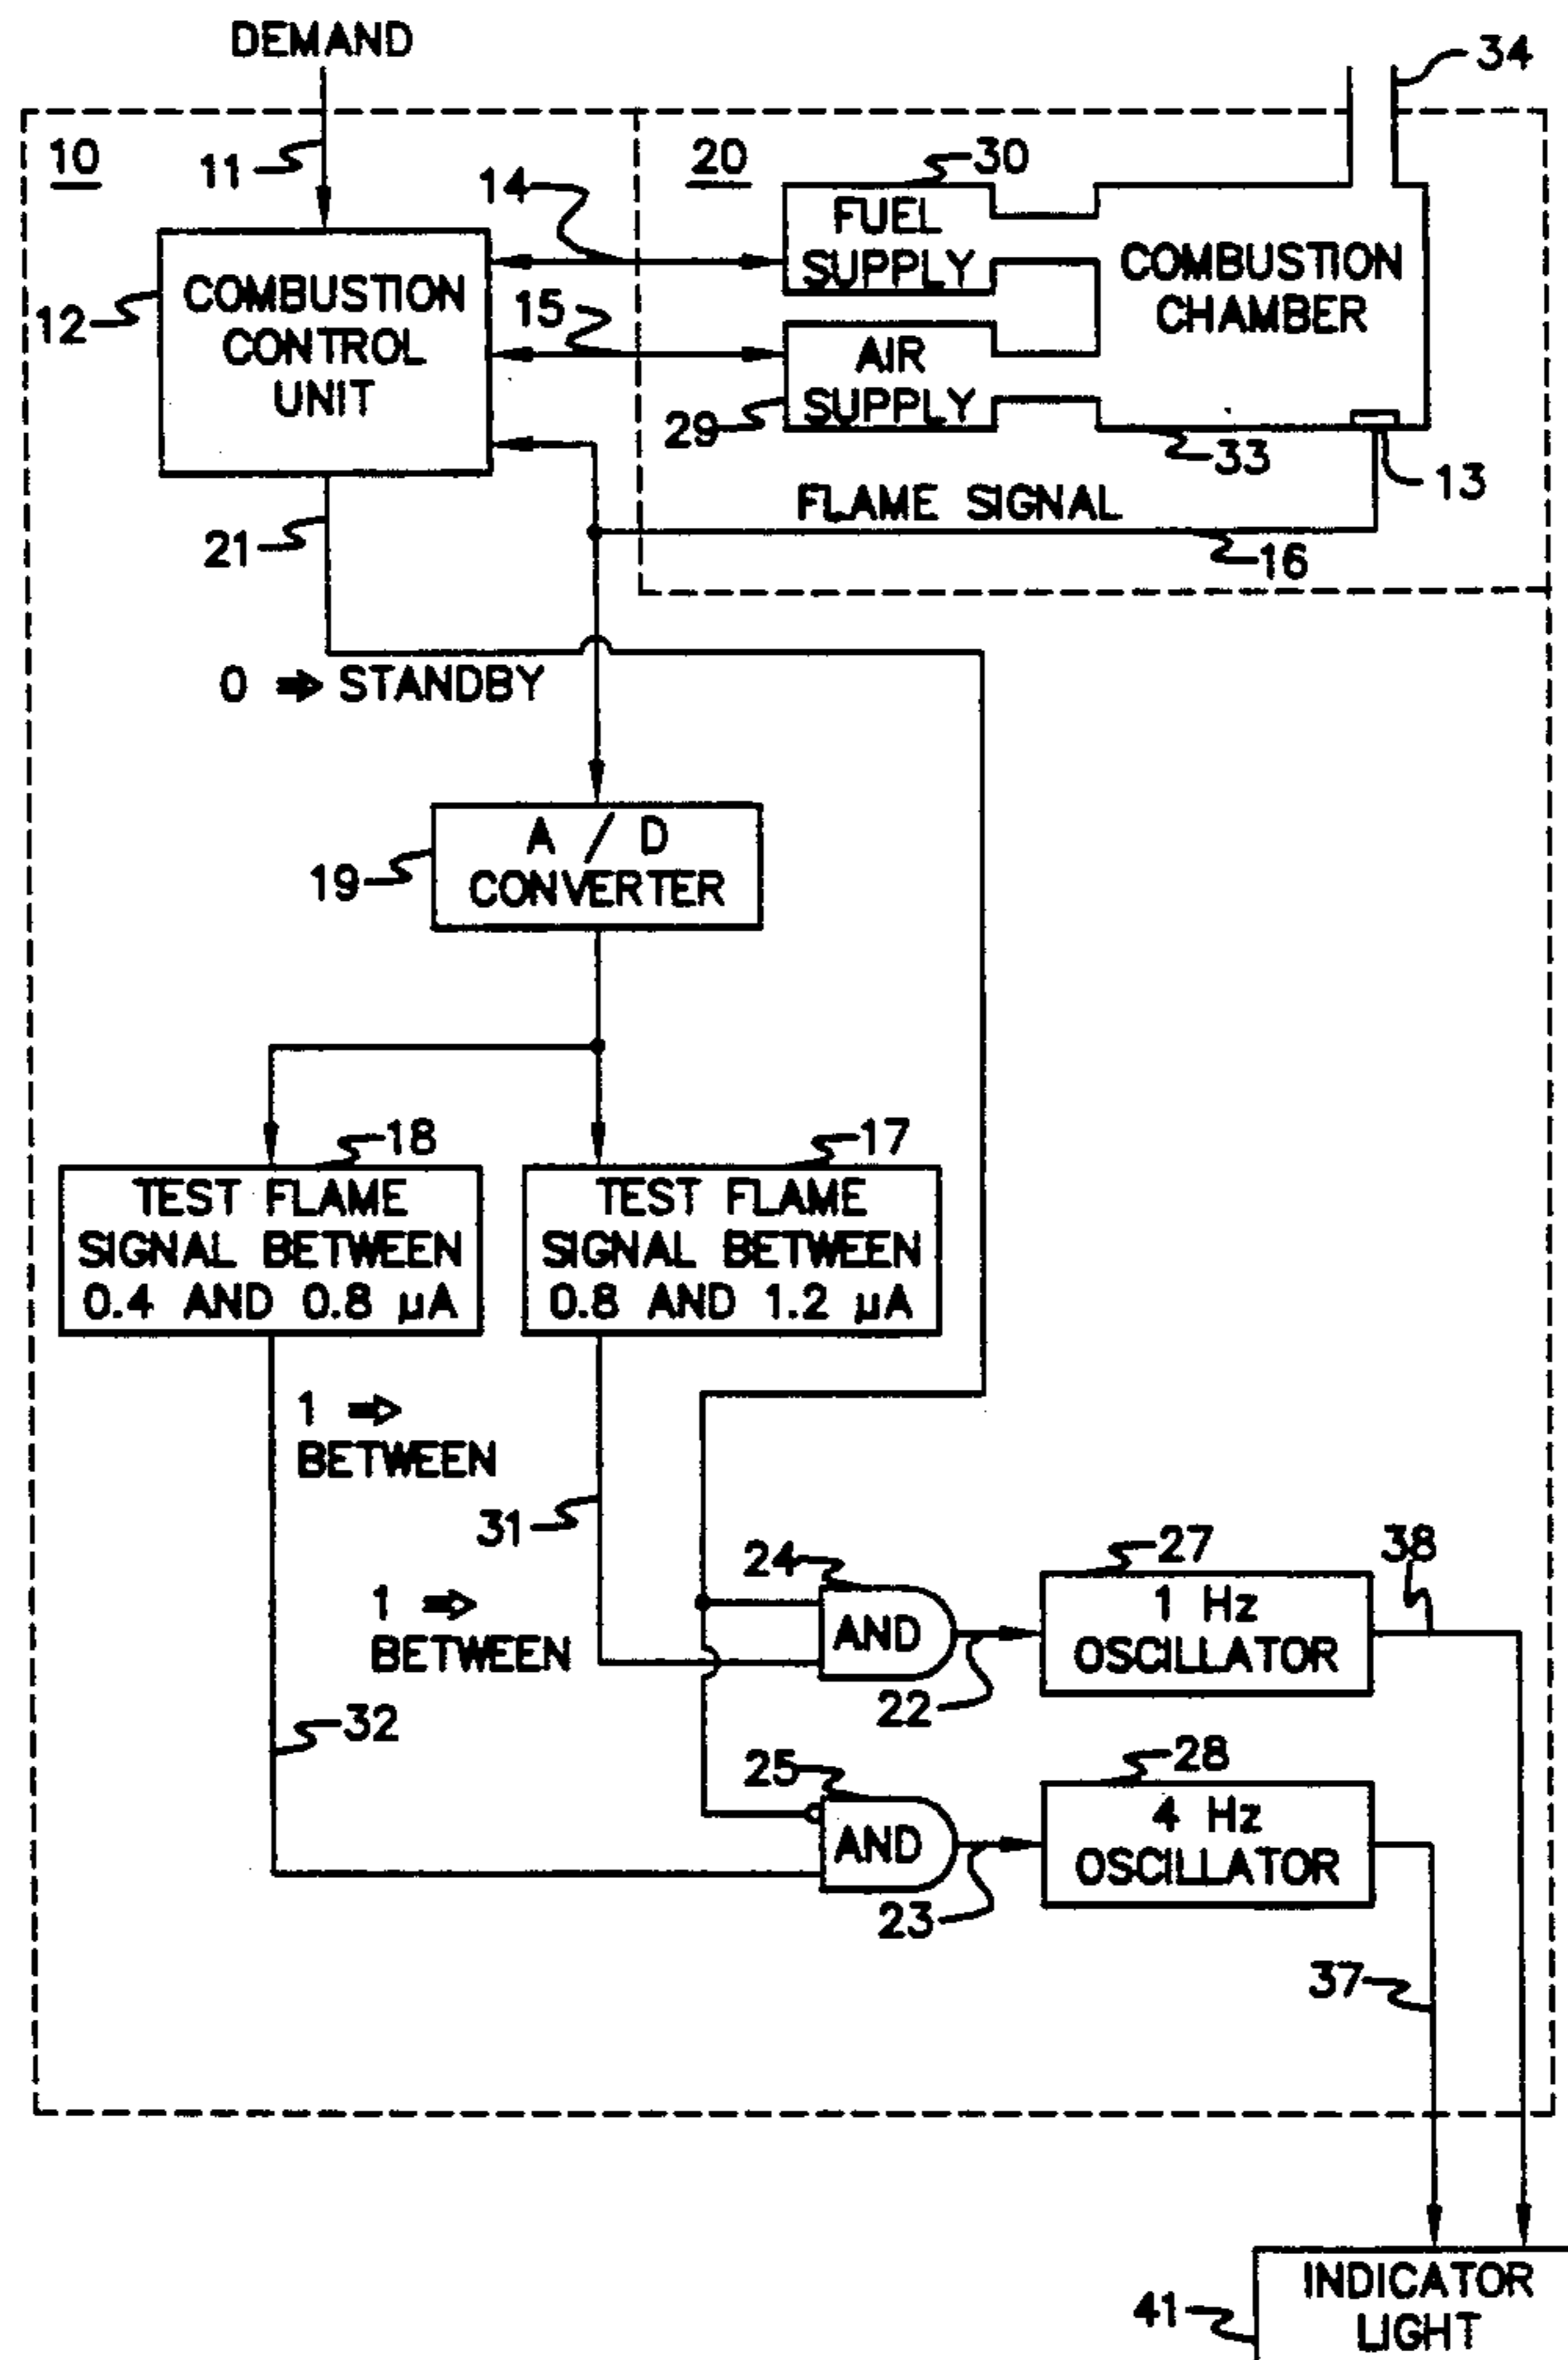 DEMAND
34
10
11
20
30
14
FUEL
SUPPLY
COMBUSTION
CHAMBER
COMBUSTION
CONTROL
UNIT
12
15
AIR
SUPPLY
29
33
13
FLAME SIGNAL
21
16
0 ⇒ STANDBY
A / D
CONVERTER
19
18
17
TEST FLAME
SIGNAL BETWEEN
0.4 AND 0.8 µA
TEST FLAME
SIGNAL BETWEEN
0.8 AND 1.2 µA
1 ⇒
BETWEEN
31
1 ⇒
BETWEEN
24
AND
22
27
1 Hz
OSCILLATOR
38
32
25
AND
23
28
4 Hz
OSCILLATOR
37
41
INDICATOR
LIGHT